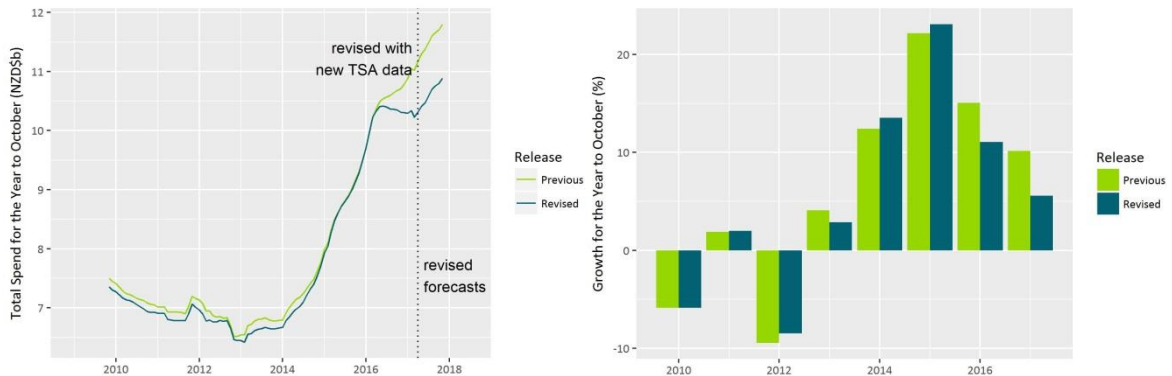 Total Spend for the Year to October (NZD$b)
12
11
10
9
8
7
2010
2012
2014
2016
2018
revised with
new TSA data
revised
forecasts
Release
Previous
Revised
Growth for the Year to October (%)
20
10
0
-10
2010
2012
2014
2016
Release
Previous
Revised